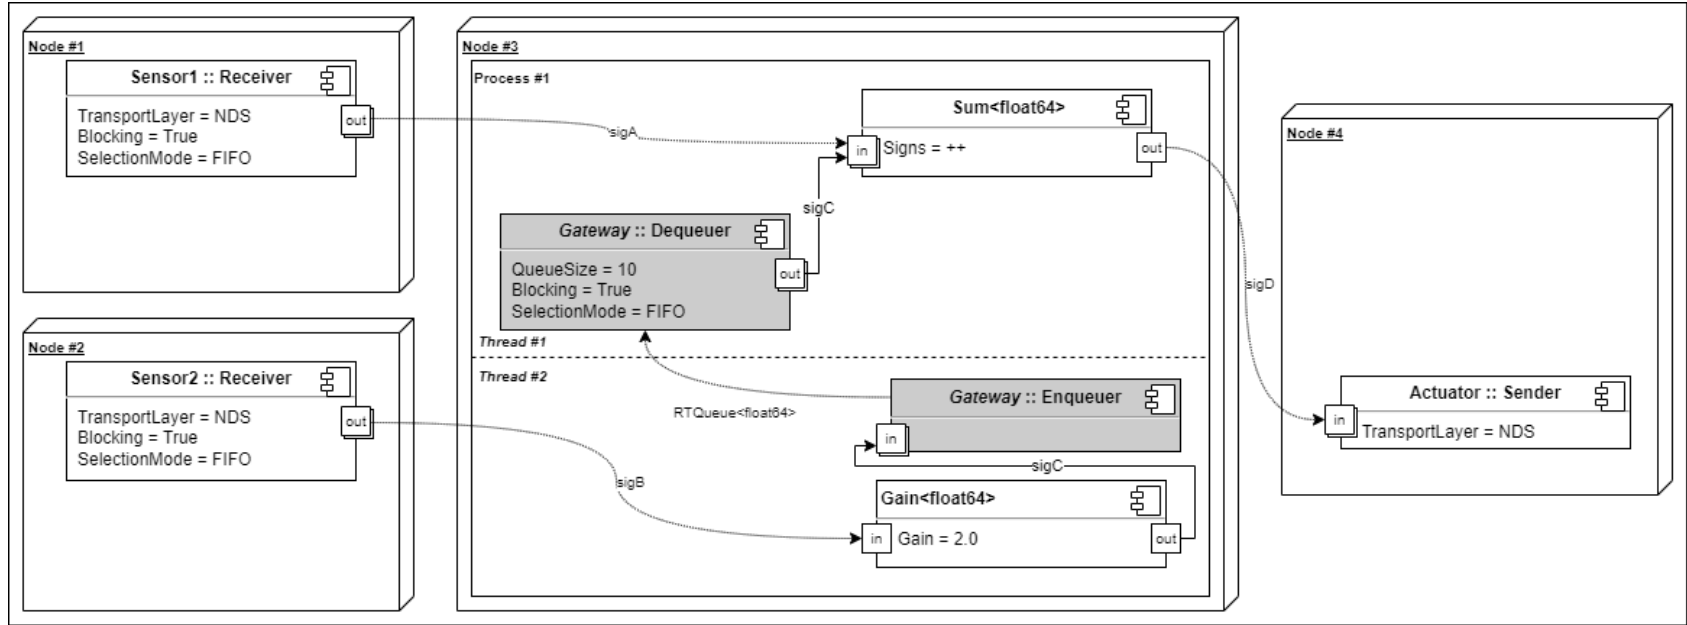 Node #1
Sensor1 :: Receiver
TransportLayer = NDS
Blocking = True
SelectionMode = FIFO
out
sigA
Node #2
Sensor2 :: Receiver
TransportLayer = NDS
Blocking = True
SelectionMode = FIFO
out
sigB
Node #3
Process #1
Sum<float64>
in
Signs = ++
out
sigC
Gateway :: Dequeuer
QueueSize = 10
Blocking = True
SelectionMode = FIFO
out
Thread #1
Thread #2
RTQueue<float64>
Gateway :: Enqueuer
in
sigC
Gain<float64>
in
Gain = 2.0
out
sigD
Node #4
Actuator :: Sender
in
TransportLayer = NDS